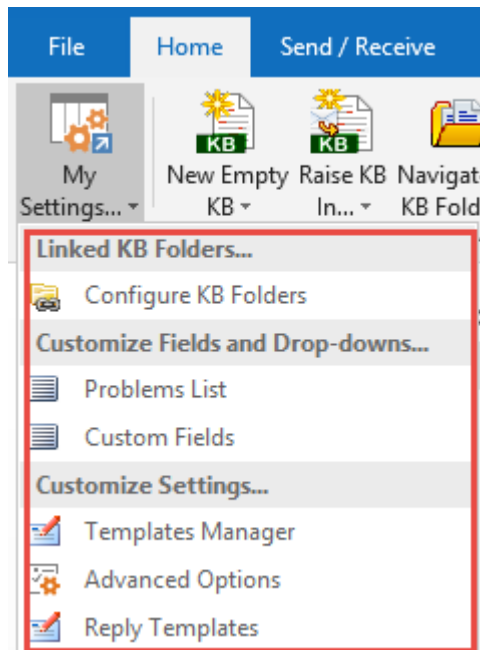 File Home Send / Receive
KB KB
My New Empty Raise KB
Settings... KB In...
Linked KB Folders...
Configure KB Folders
Customize Fields and Drop-downs...
Problems List
Custom Fields
Customize Settings...
Templates Manager
Advanced Options
Reply Templates